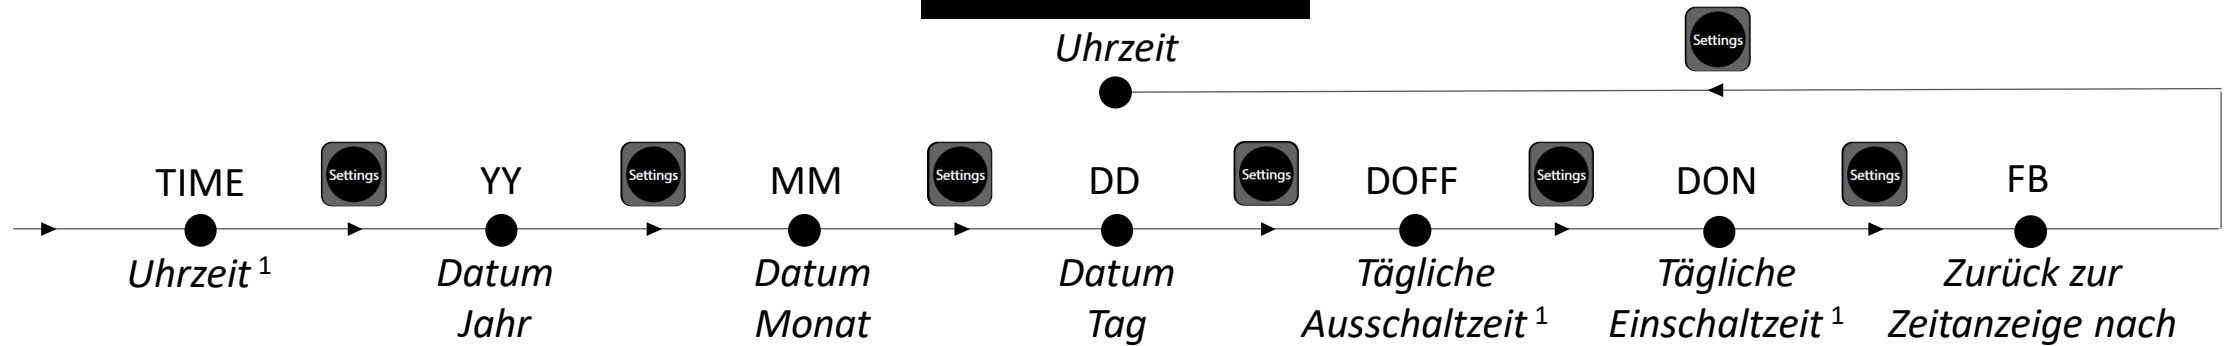 Uhrzeit
Settings
TIME Settings YY Settings MM Settings DD Settings DOFF Settings DON Settings FB
Uhrzeit 1 Datum Datum Datum Tägliche Tägliche Zurück zur
Jahr Monat Tag Ausschaltzeit 1 Einschaltzeit 1 Zeitanzeige nach